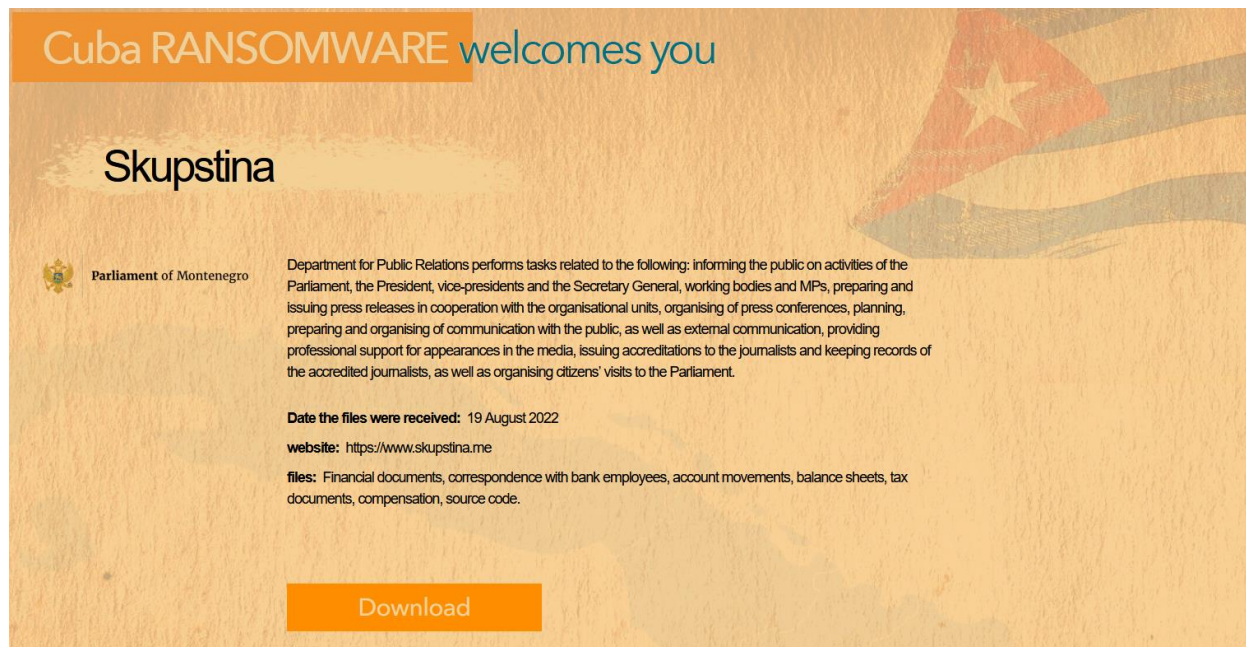 Cuba RANSOMWARE welcomes you
Skupstina
Parliament of Montenegro
Department for Public Relations performs tasks related to the following: informing the public on activities of the
Parliament, the President, vice-presidents and the Secretary General, working bodies and MPs, preparing and
issuing press releases in cooperation with the organisational units, organising of press conferences, planning,
preparing and organising of communication with the public, as well as external communication, providing
professional support for appearances in the media, issuing accreditations to the journalists and keeping records of
the accredited journalists, as well as organising citizens' visits to the Parliament.
Date the files were received: 19 August 2022
website: https://www.skupstina.me
files: Financial documents, correspondence with bank employees, account movements, balance sheets, tax
documents, compensation, source code.
Download